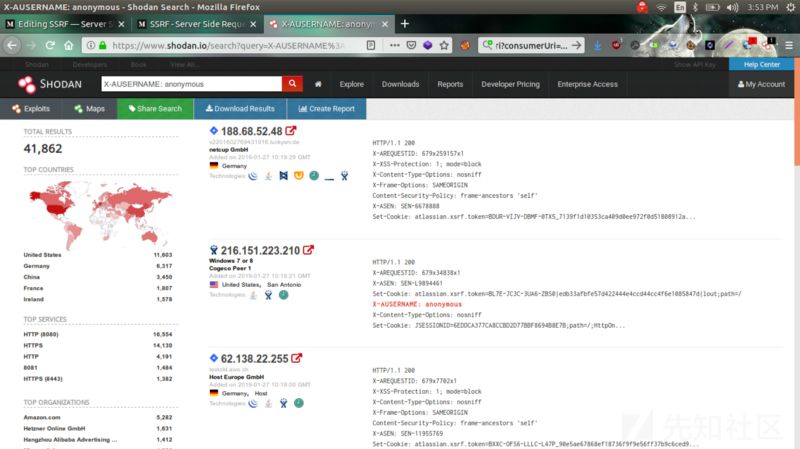 X-AUSERNAME: anonymous - Shodan Search - Mozilla Firefox
En
3:53 PM
Editing SSRF — Server S
SSRF - Server Side Reque
X-AUSERNAME: anonym
https://www.shodan.io/search?query=X-AUSERNAME%3A
ri?consumerUri=
Shodan
Developers
Book
View All...
Show API Key
Help Center
SHODAN
X-AUSERNAME: anonymous
Explore
Downloads
Reports
Developer Pricing
Enterprise Access
My Account
Exploits
Maps
Share Search
Download Results
Create Report
TOTAL RESULTS
41,862
TOP COUNTRIES
United States 11,603
Germany 6,317
China 3,450
France 1,807
Ireland 1,578
TOP SERVICES
HTTP (8080) 16,554
HTTPS 14,130
HTTP 4,191
8081 1,484
HTTPS (8443) 1,382
TOP ORGANIZATIONS
Amazon.com 5,282
Hetzner Online GmbH 1,631
Hangzhou Alibaba Advertising ... 1,412
188.68.52.48
netcup GmbH
Added on 2019-01-27 10:19:29 GMT
Germany
Technologies:
HTTP/1.1 200
X-AREQUESTID: 679x259157x1
X-XSS-Protection: 1; mode=block
X-Content-Type-Options: nosniff
X-Frame-Options: SAMEORIGIN
Content-Security-Policy: frame-ancestors 'self'
X-ASEN: SEN-6678888
Set-Cookie: atlassian.xsrf.token=BDUR-VIJV-DBMF-0TXS_7139f1d10353ca409d0ee972f0d51808912a...
216.151.223.210
Windows 7 or 8
Cogeco Peer 1
Added on 2019-01-27 10:19:21 GMT
United States, San Antonio
Technologies:
HTTP/1.1 200
X-AREQUESTID: 679x34838x1
X-ASEN: SEN-L9894461
Set-Cookie: atlassian.xsrf.token=BL7E-JCJC-3UA6-ZBS0|edb33afbfe57d422444e4ccd44cc4f6e1085847d|lout;path=/
X-AUSERNAME: anonymous
X-Content-Type-Options: nosniff
Set-Cookie: JSESSIONID=6EDDCA377CA8CCBD2D77BBF8694B8E7B;path=/;HttpOn...
62.138.22.255
Host Europe GmbH
Added on 2019-01-27 10:19:00 GMT
Germany, Host
Technologies:
HTTP/1.1 200
X-AREQUESTID: 679x7702x1
X-XSS-Protection: 1; mode=block
X-Content-Type-Options: nosniff
X-Frame-Options: SAMEORIGIN
Content-Security-Policy: frame-ancestors 'self'
X-ASEN: SEN-11955769
Set-Cookie: atlassian.xsrf.token=BXXC-OFS6-LLLC-L47P_90e5ae67868ef18736f9f9e56ff37b9c6ced9...
先知社区